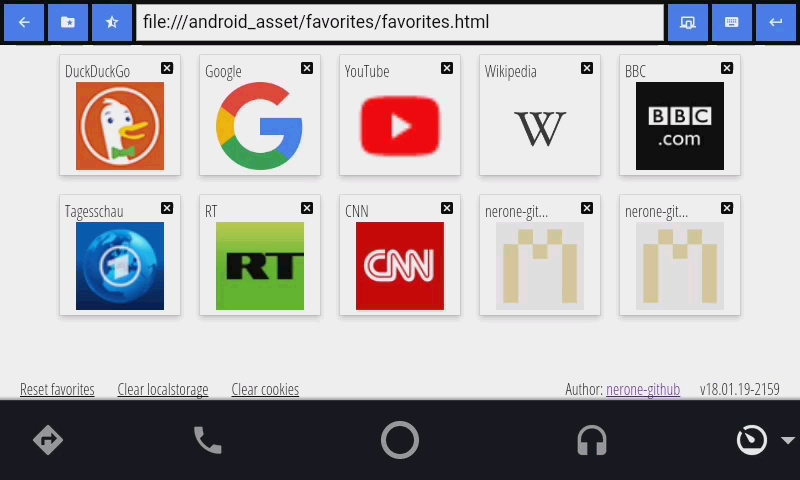 file:///android_asset/favorites/favorites.html
DuckDuckGo
Google
YouTube
Wikipedia
BBC
W
BBC
.com
Tagesschau
RT
CNN
nerone-git...
nerone-git...
1
RT
CNN
Reset favorites Clear localstorage Clear cookies Author: nerone-github v18.01.19-2159